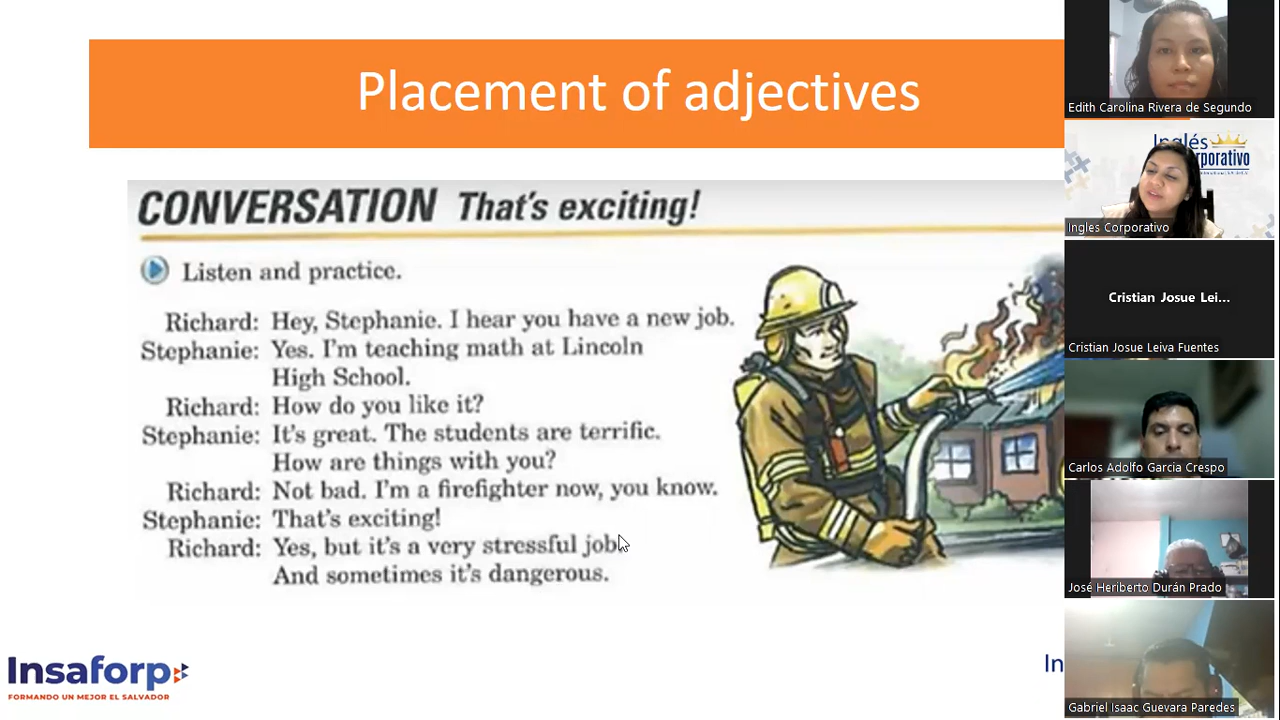 Placement of adjectives
CONVERSATION That's exciting!
Listen and practice.
Richard: Hey, Stephanie. I hear you have a new job.
Stephanie: Yes. I'm teaching math at Lincoln
High School.
Richard: How do you like it?
Stephanie: It's great. The students are terrific.
How are things with you?
Richard: Not bad. I'm a firefighter now, you know.
Stephanie: That's exciting!
Richard: Yes, but it's a very stressful job.
And sometimes it's dangerous.
Insaforp
FORMANDO UN MEJOR EL SALVADOR
In
Edith Carolina Rivera de Segundo
Inglés
rporativo
Ingles Corporativo
Cristian Josue Lei...
Cristian Josue Leiva Fuentes
Carlos Adolfo Garcia Crespo
José Heriberto Durán Prado
Gabriel Isaac Guevara Paredes